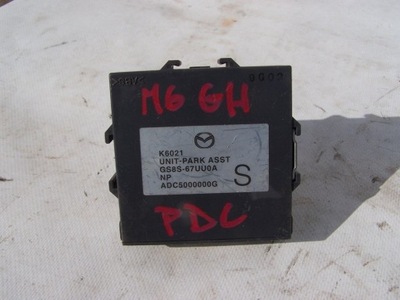 M6 GH
K6021
UNIT-PARK ASST
GS8S-67UU0A
NP
ADC5000000G
S
PDC